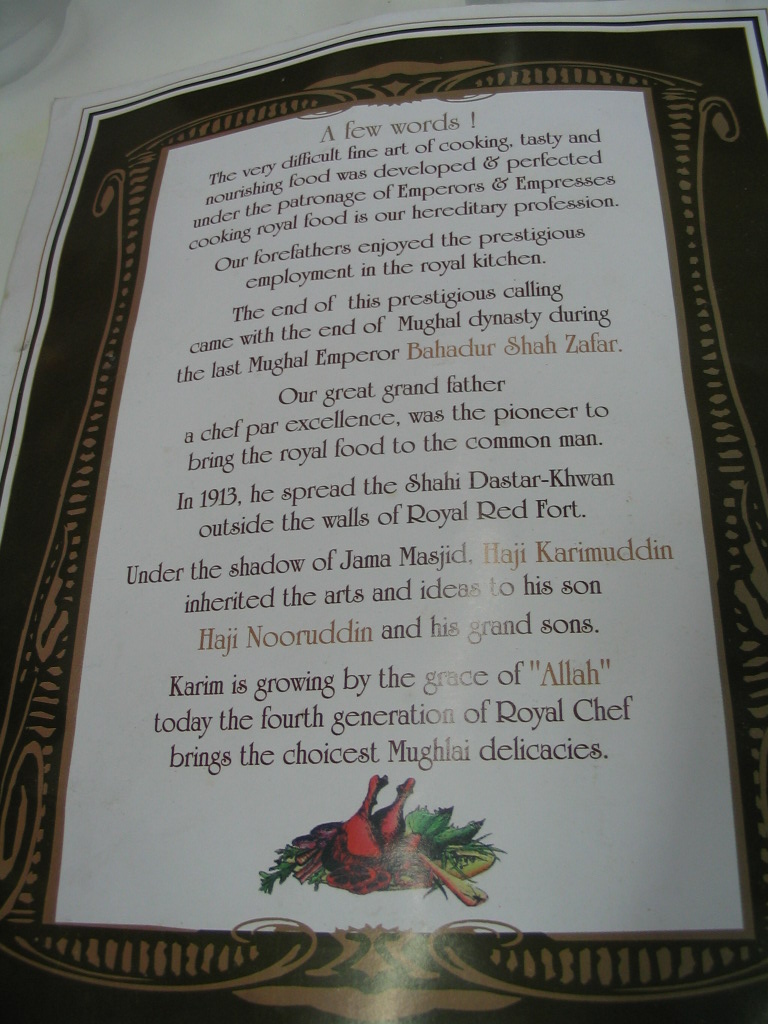 A few words !
The very difficult fine art of cooking, tasty and
nourishing food was developed & perfected
under the patronage of Emperors & Empresses
cooking royal food is our hereditary profession.
Our forefathers enjoyed the prestigious
employment in the royal kitchen.
The end of this prestigious calling
came with the end of Mughal dynasty during
the last Mughal Emperor Bahadur Shah Zafar.
Our great grand father
a chef par excellence, was the pioneer to
bring the royal food to the common man.
In 1913, he spread the Shahi Dastar-Khwan
outside the walls of Royal Red Fort.
Under the shadow of Jama Masjid, Haji Karimuddin
inherited the arts and ideas to his son
Haji Nooruddin and his grand sons.
Karim is growing by the grace of "Allah"
today the fourth generation of Royal Chef
brings the choicest Mughlai delicacies.